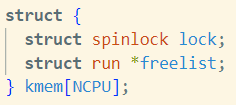 struct {
  struct spinlock lock;
  struct run *freelist;
} kmem[NCPU];